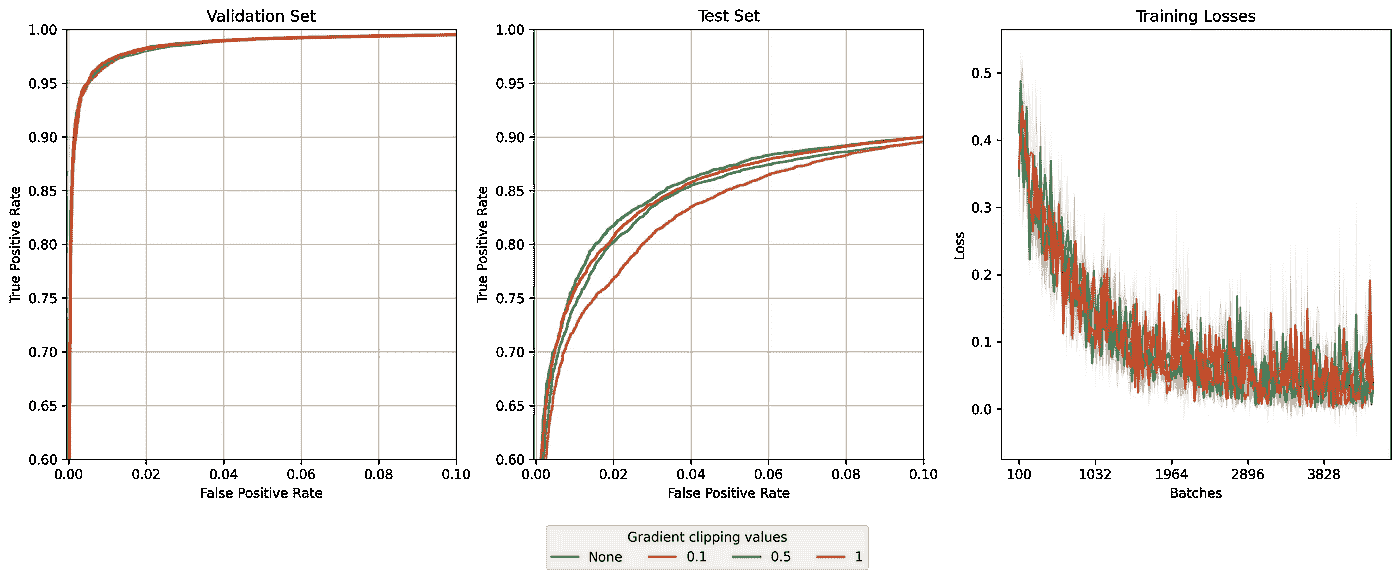 Validation Set
1.00
0.95
0.90
0.85
0.80
0.75
0.70
0.65
0.60
True Positive Rate
0.00 0.02 0.04 0.06 0.08 0.10
False Positive Rate
Test Set
1.00
0.95
0.90
0.85
0.80
0.75
0.70
0.65
0.60
True Positive Rate
0.00 0.02 0.04 0.06 0.08 0.10
False Positive Rate
Training Losses
0.5
0.4
0.3
0.2
0.1
0.0
Loss
100 1032 1964 2896 3828
Batches
Gradient clipping values
None 0.1 0.5 1